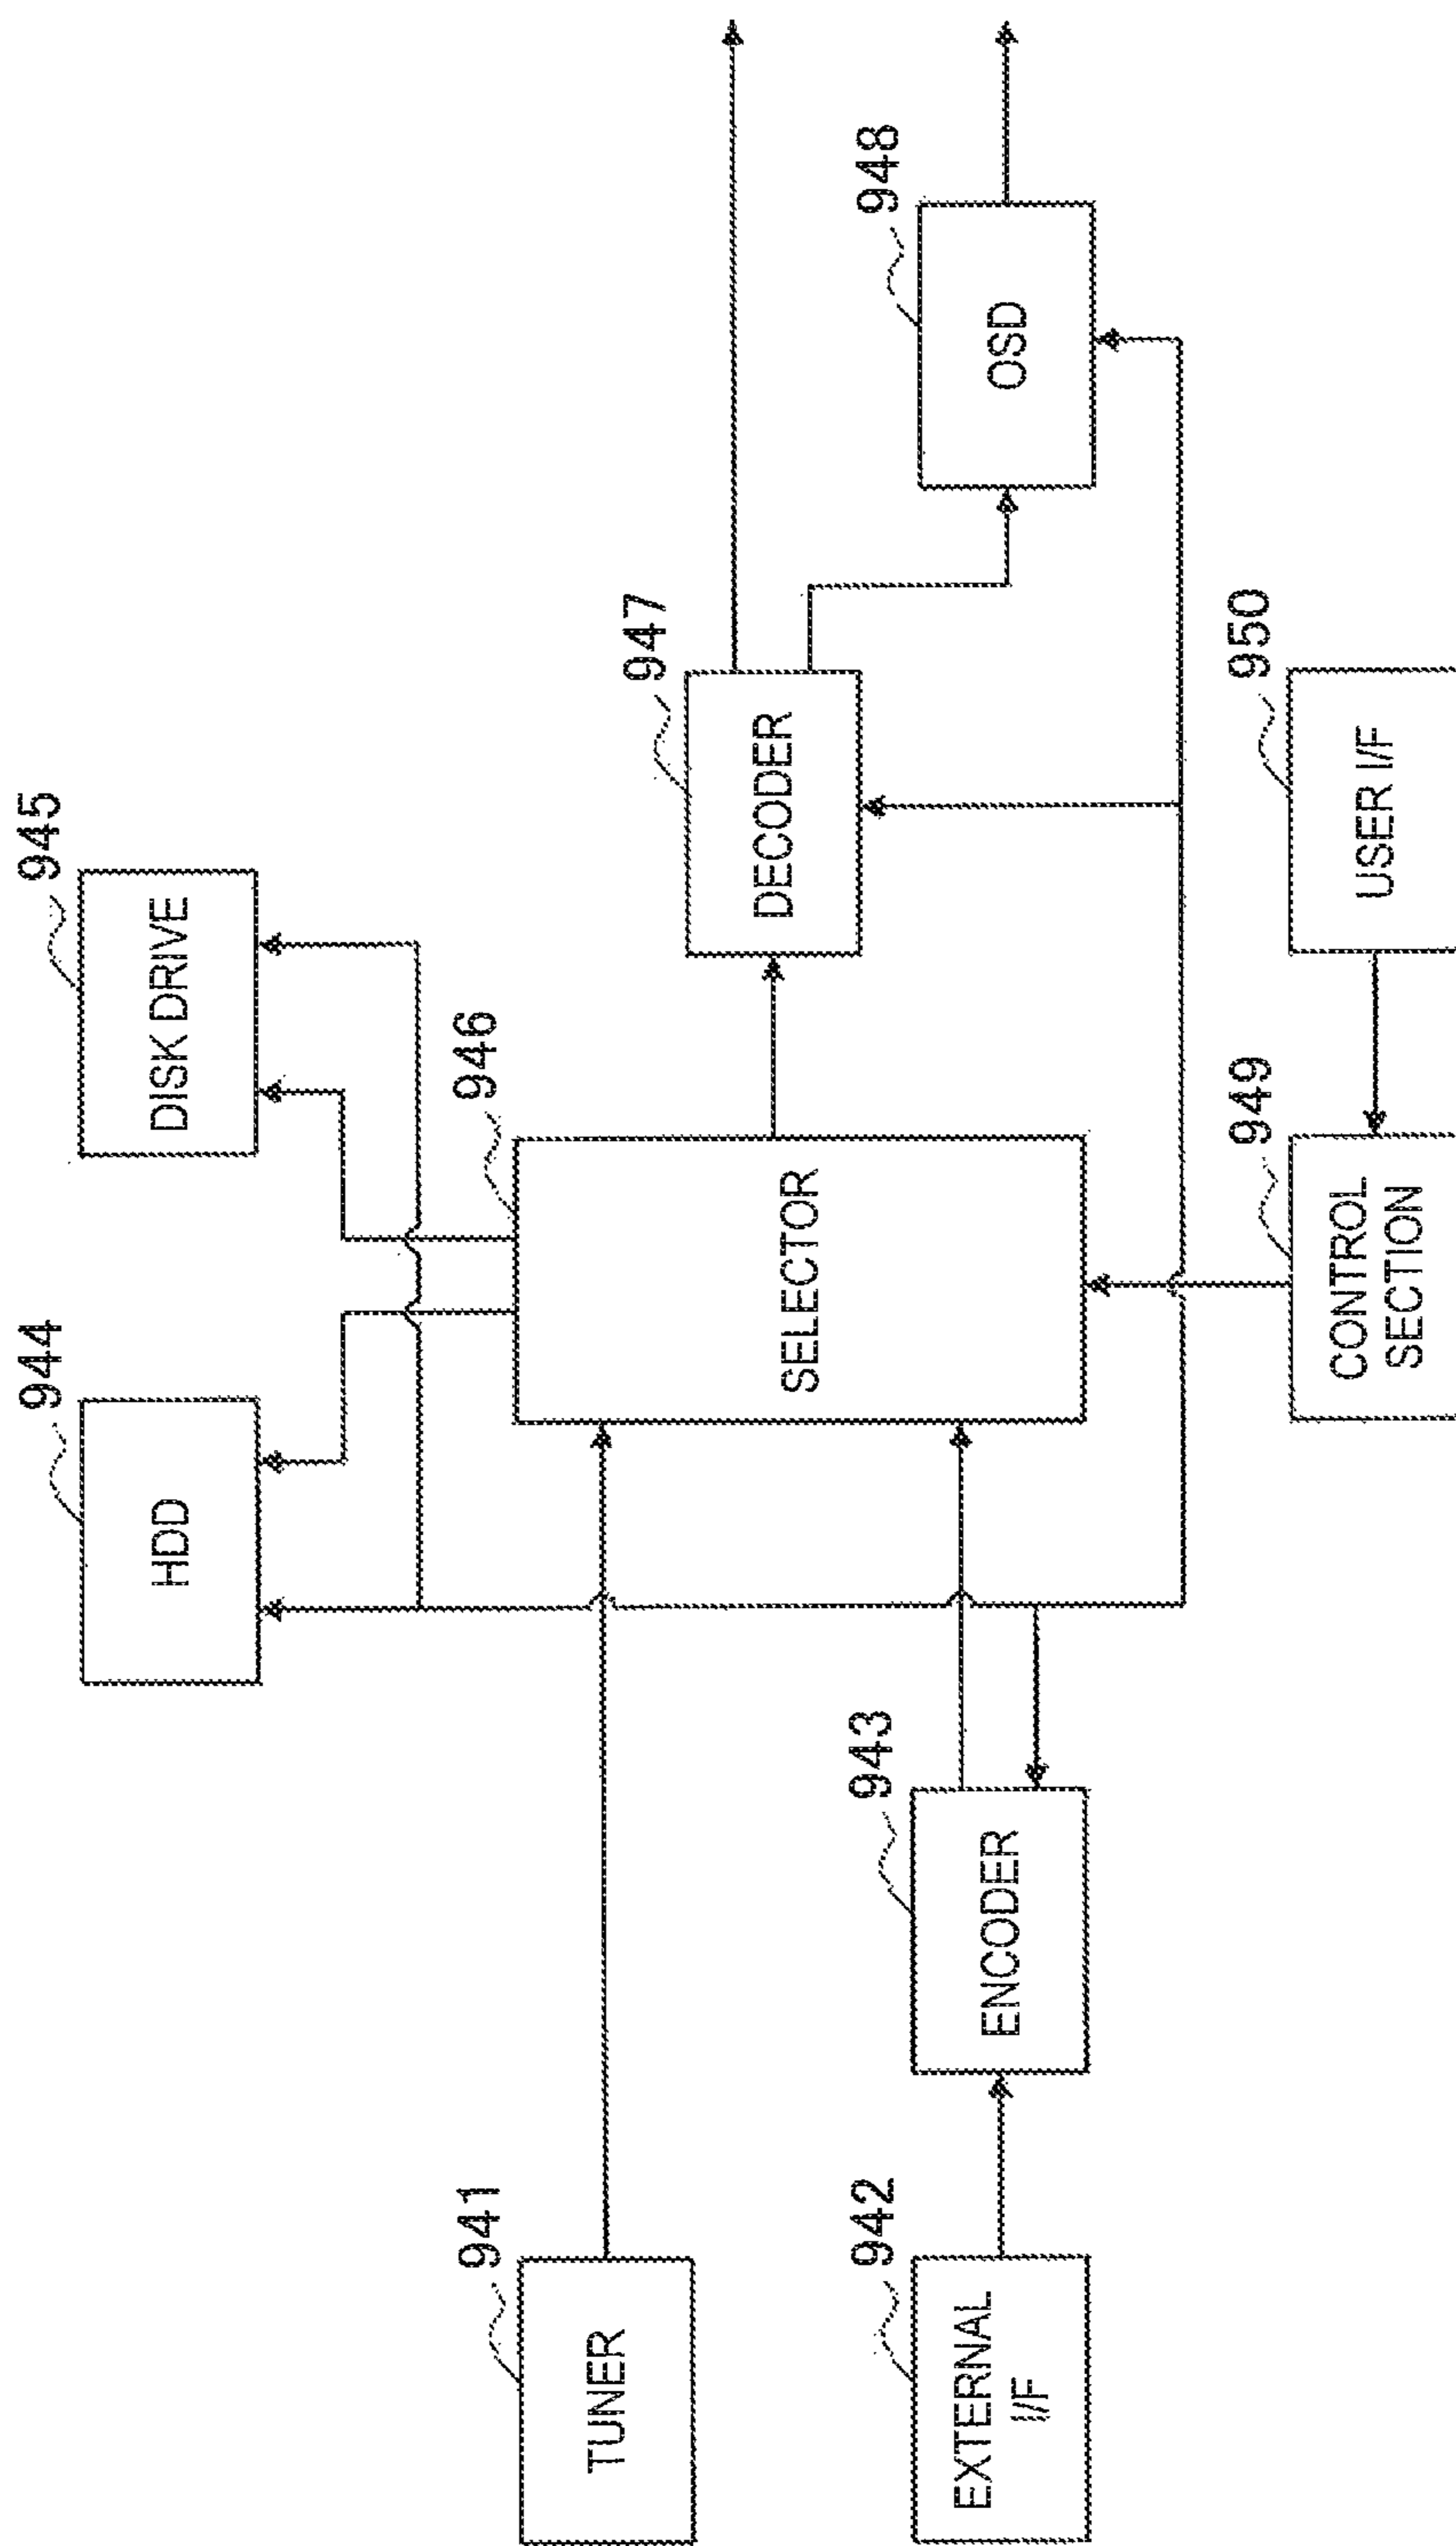 944
HDD
945
DISK DRIVE
941
TUNER
946
SELECTOR
947
DECODER
942
EXTERNAL
I/F
943
ENCODER
948
OSD
949
CONTROL
SECTION
950
USER I/F